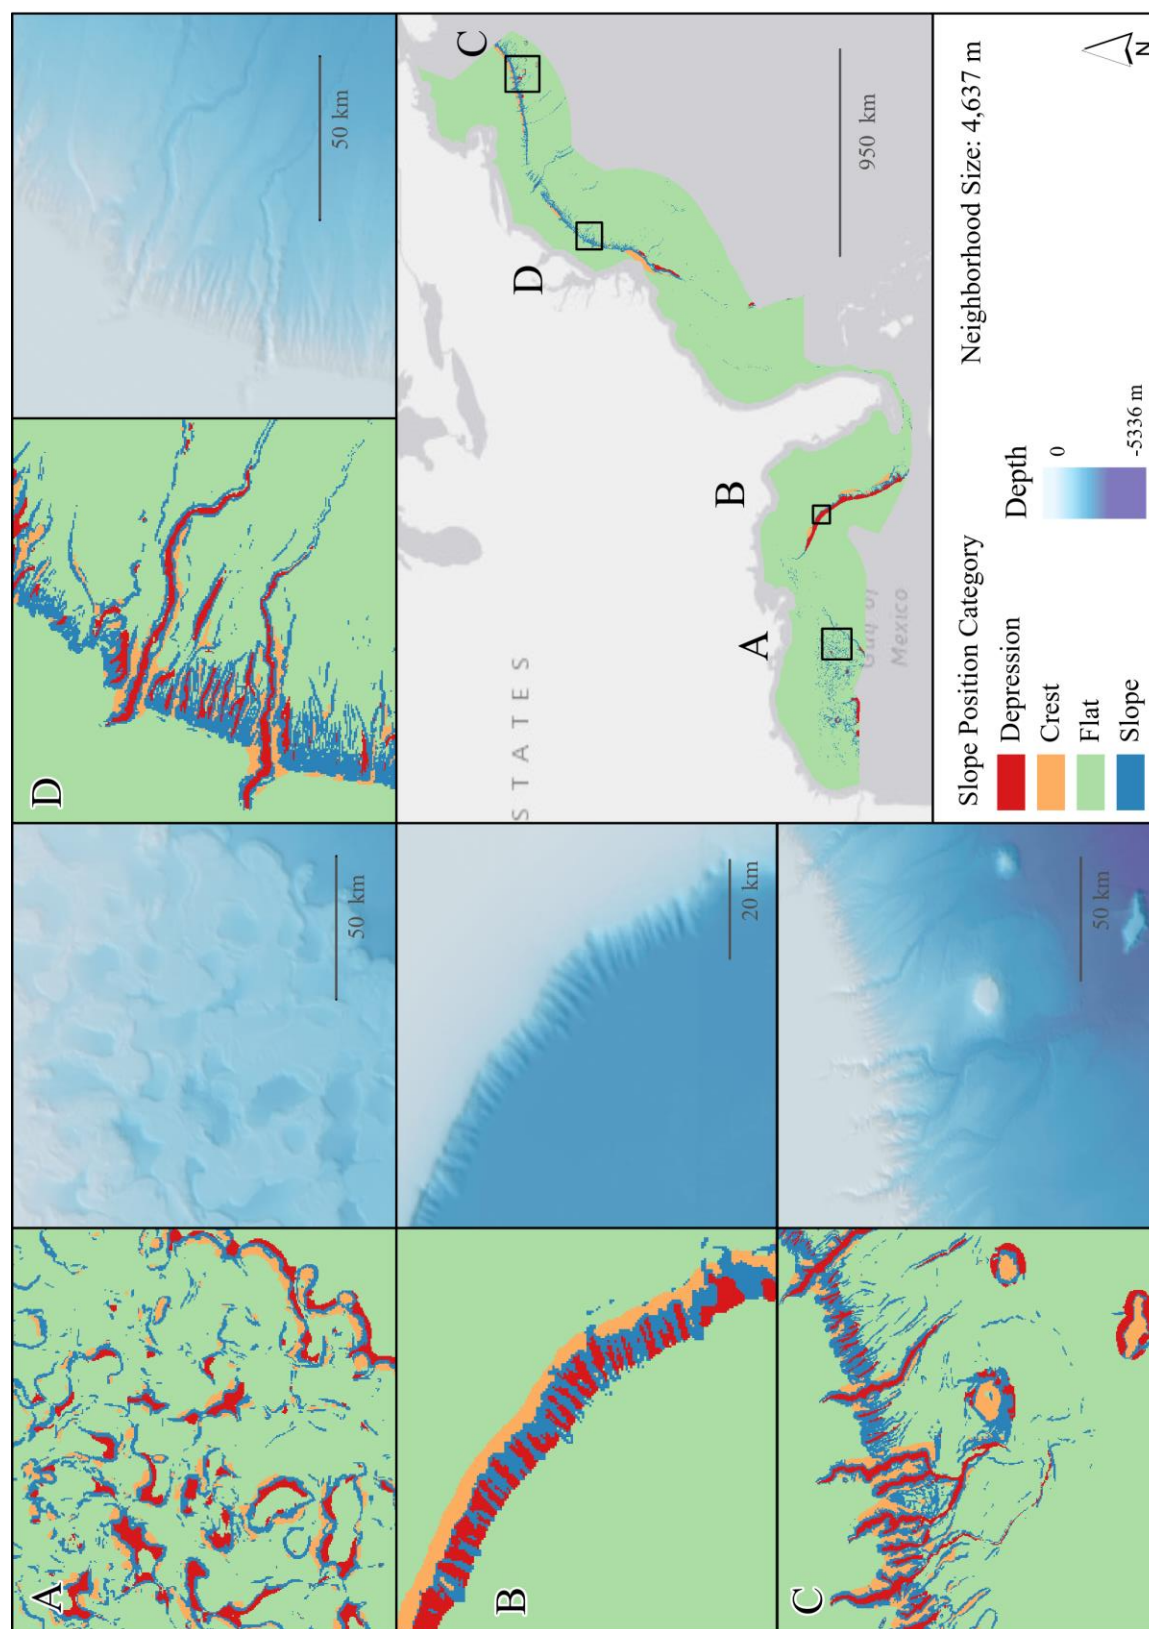 A
50 km
D
50 km
B
20 km
STATES
A
B
C
D
Gulf of
Mexico
950 km
C
50 km
Slope Position Category
Depression
Crest
Flat
Slope
Depth
0
-5336 m
Neighborhood Size: 4,637 m
N